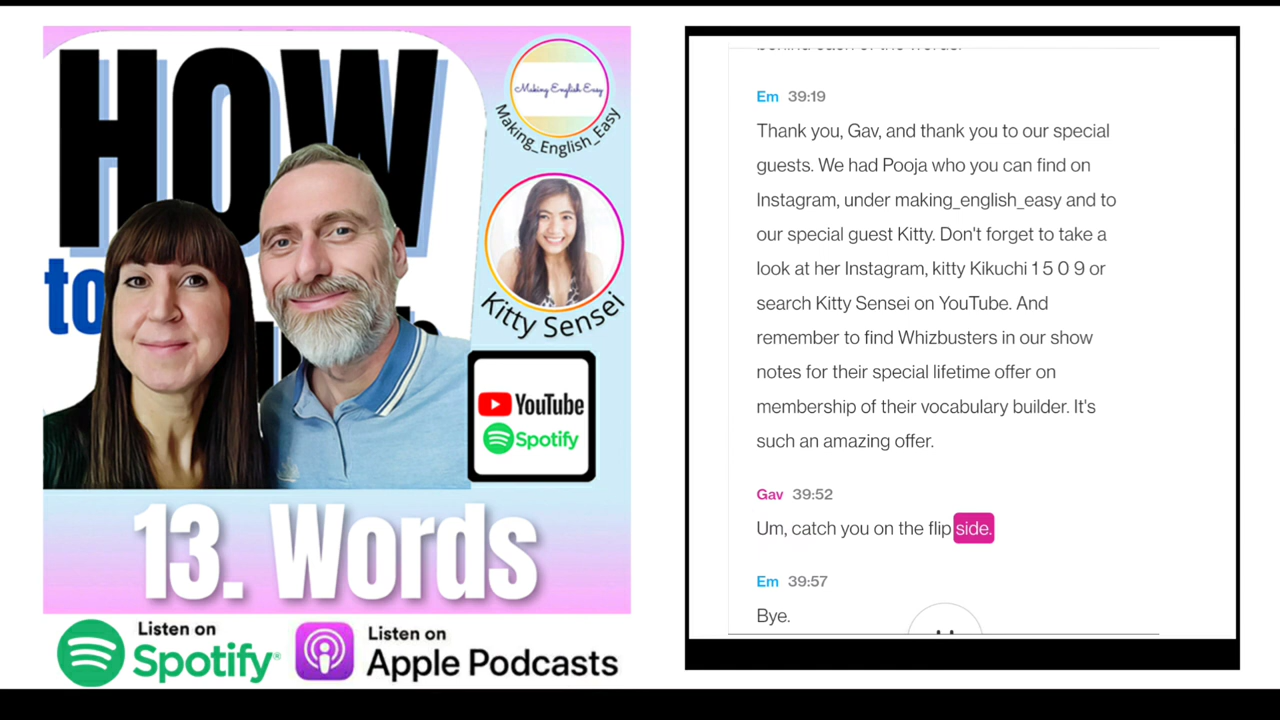 HOW
to
Making English Easy
Making_English_Easy
Kitty Sensei
YouTube
Spotify
13. Words
Listen on
Spotify
Listen on
Apple Podcasts
Em 39:19
Thank you, Gav, and thank you to our special
guests. We had Pooja who you can find on
Instagram, under making_english_easy and to
our special guest Kitty. Don't forget to take a
look at her Instagram, kitty Kikuchi 1 5 0 9 or
search Kitty Sensei on YouTube. And
remember to find Whizbusters in our show
notes for their special lifetime offer on
membership of their vocabulary builder. It's
such an amazing offer.
Gav 39:52
Um, catch you on the flip side.
Em 39:57
Bye.